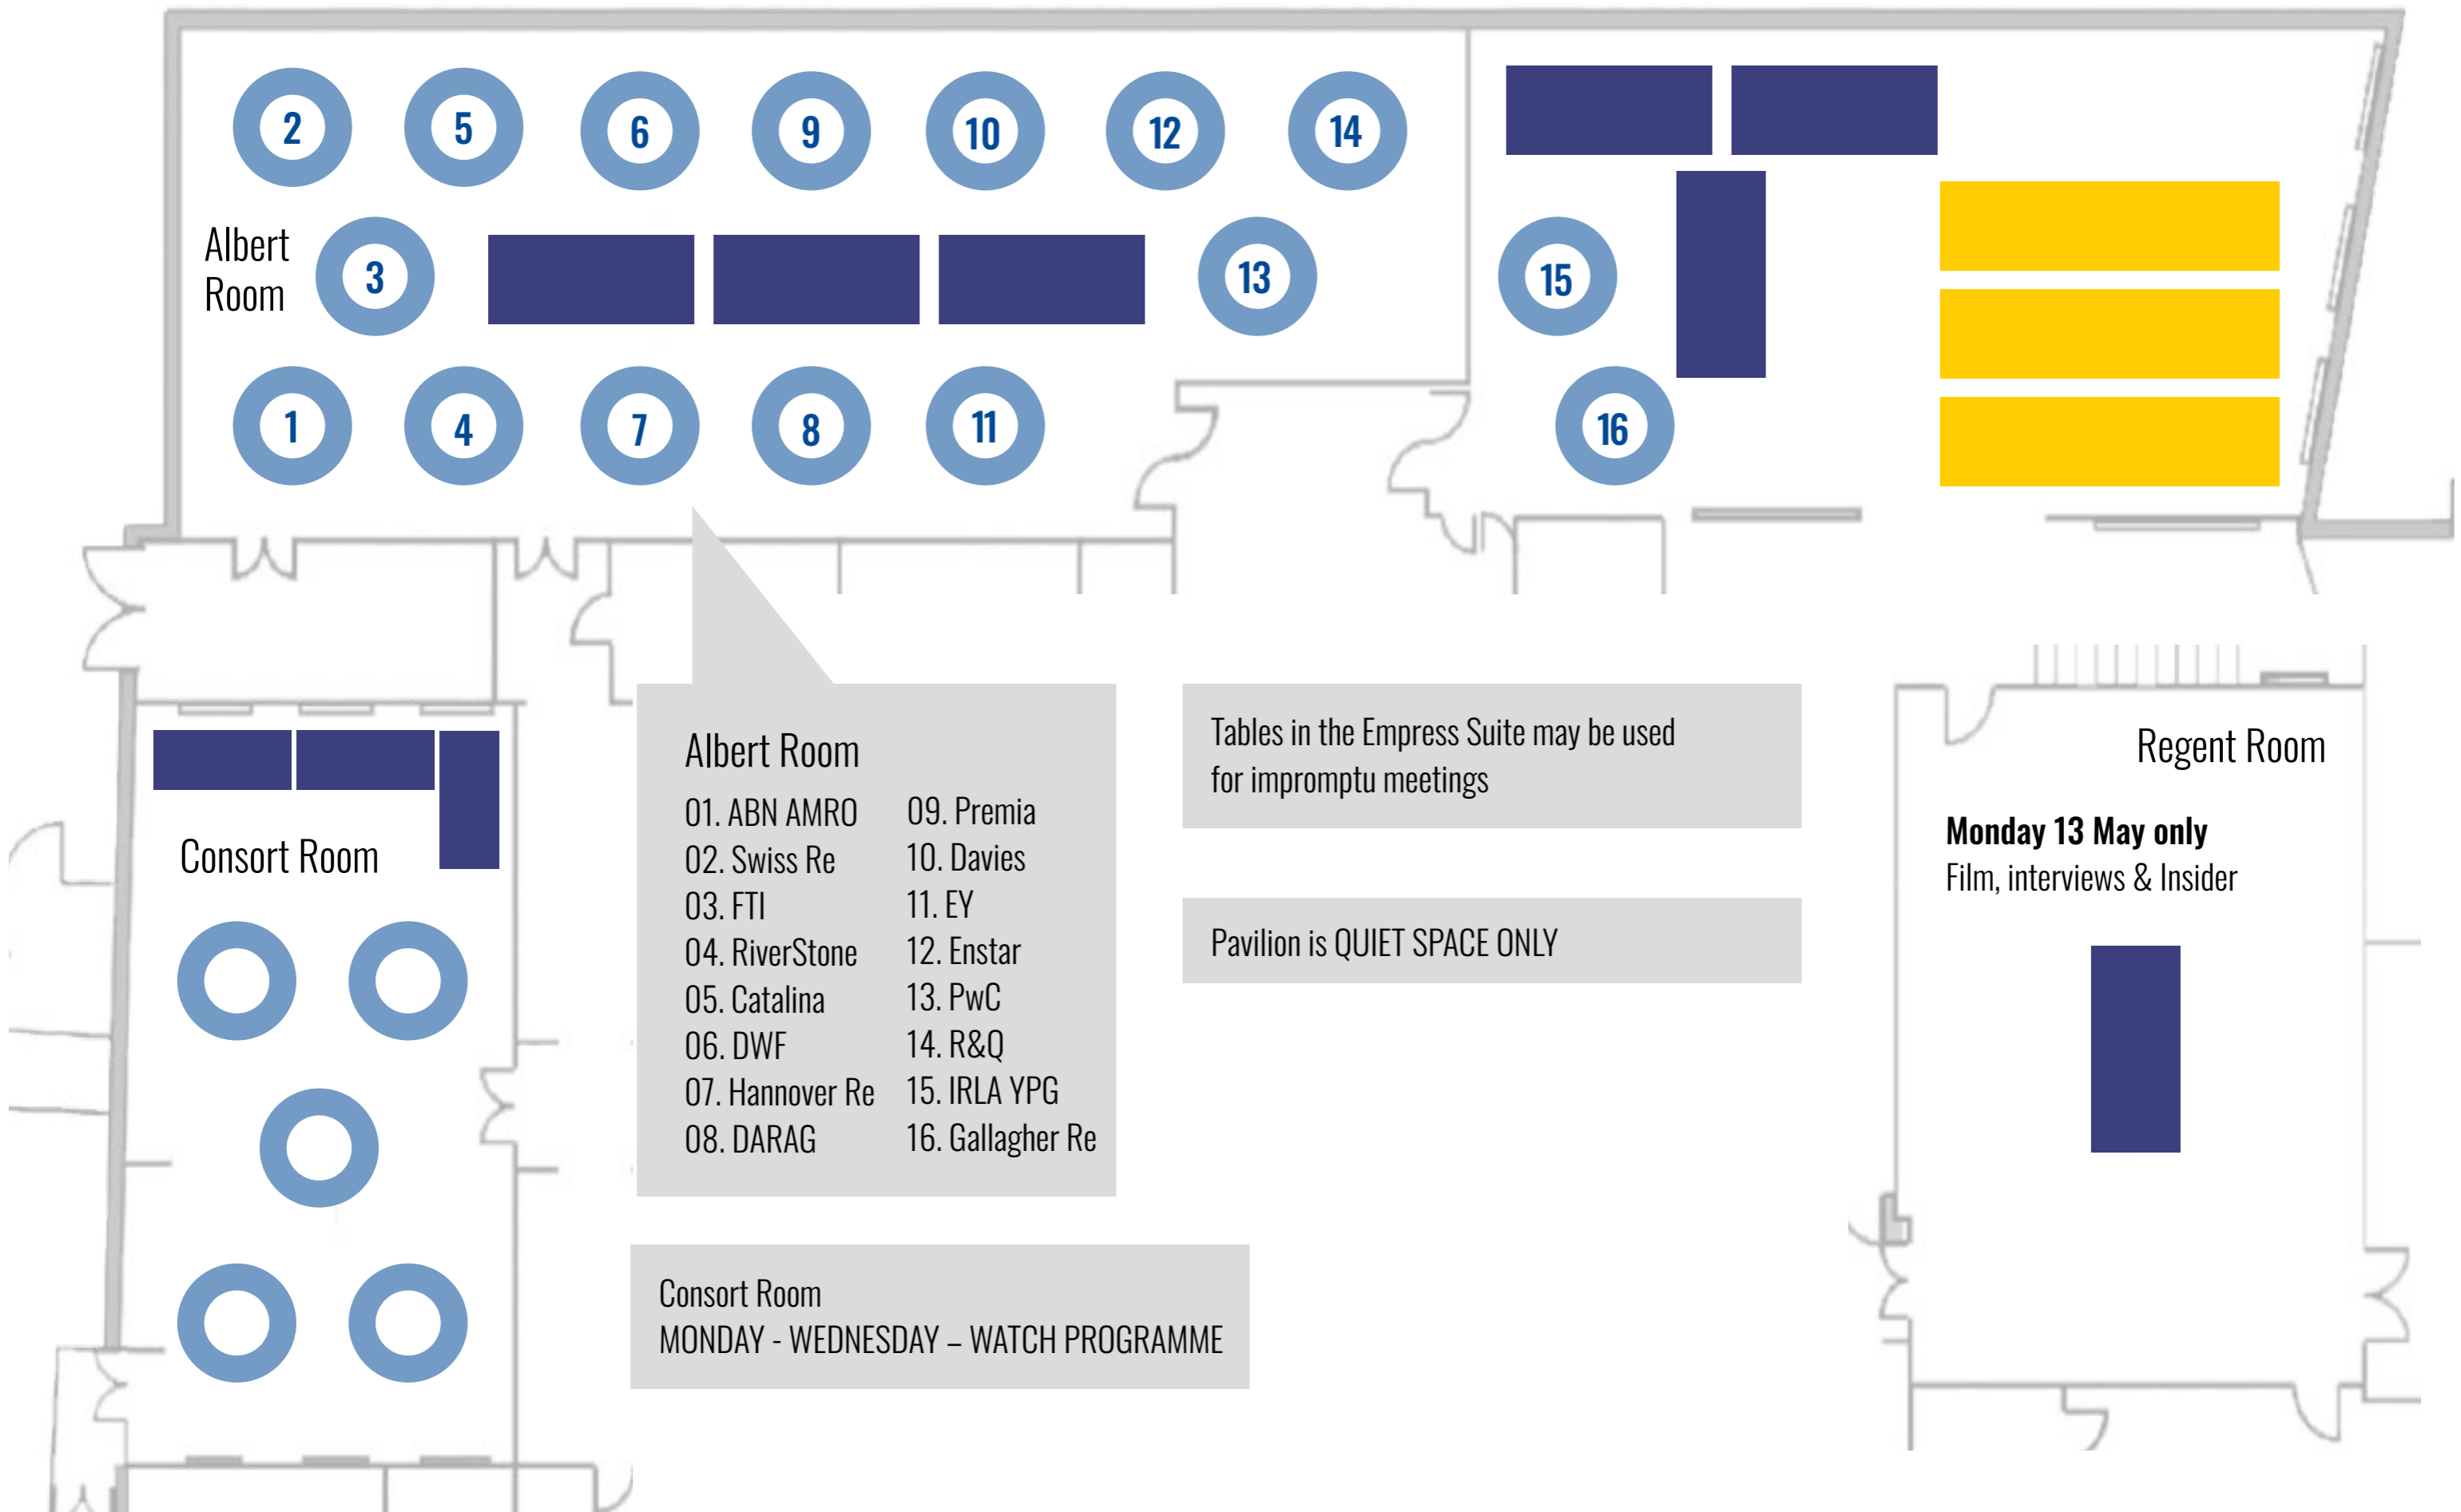 2
5
6
9
10
12
14
Albert
Room
3
13
15
1
4
7
8
11
16
Albert Room
01. ABN AMRO
02. Swiss Re
03. FTI
04. RiverStone
05. Catalina
06. DWF
07. Hannover Re
08. DARAG
09. Premia
10. Davies
11. EY
12. Enstar
13. PwC
14. R&Q
15. IRLA YPG
16. Gallagher Re
Tables in the Empress Suite may be used
for impromptu meetings
Pavilion is QUIET SPACE ONLY
Regent Room
Monday 13 May only
Film, interviews & Insider
Consort Room
Consort Room
MONDAY - WEDNESDAY – WATCH PROGRAMME